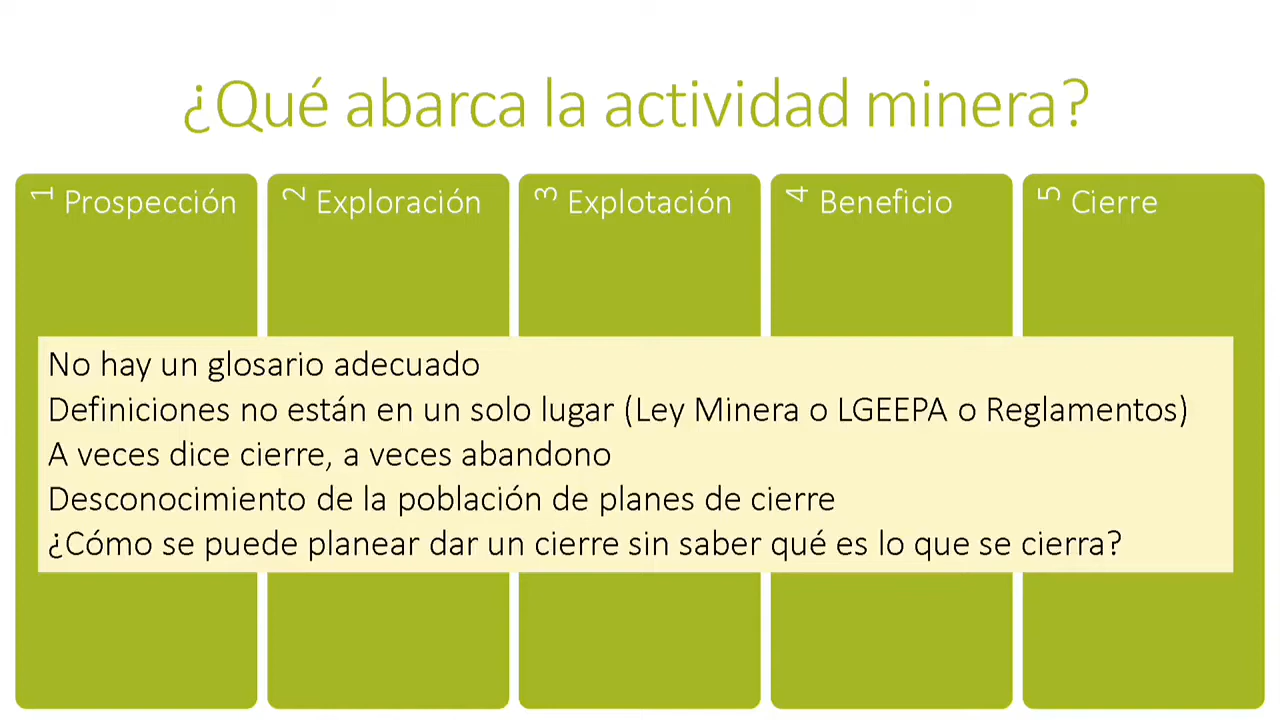 ¿Qué abarca la actividad minera?
1 Prospección
2 Exploración
3 Explotación
4 Beneficio
5 Cierre
No hay un glosario adecuado
Definiciones no están en un solo lugar (Ley Minera o LGEEPA o Reglamentos)
A veces dice cierre, a veces abandono
Desconocimiento de la población de planes de cierre
¿Cómo se puede planear dar un cierre sin saber qué es lo que se cierra?